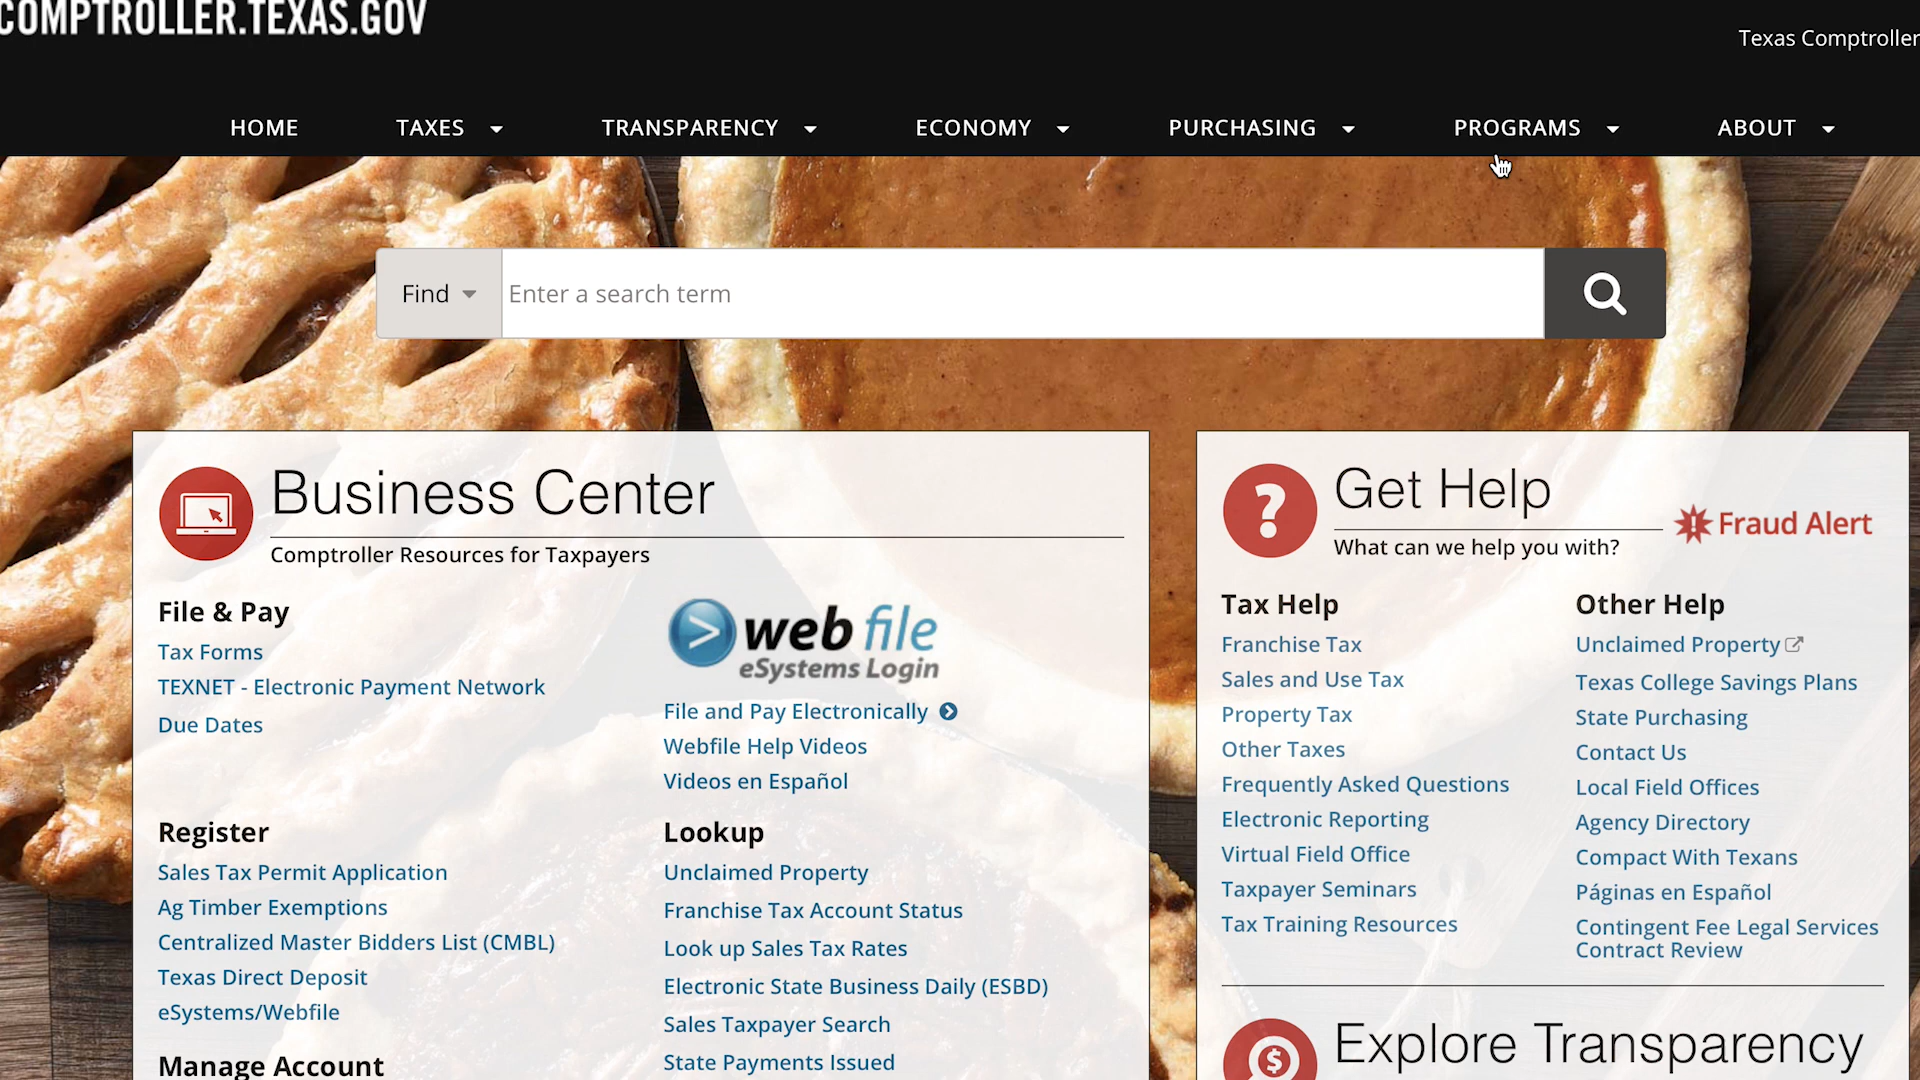 COMPTROLLER.TEXAS.GOV
Texas Comptroller
HOME TAXES TRANSPARENCY ECONOMY PURCHASING PROGRAMS ABOUT
Find Enter a search term
Business Center
Comptroller Resources for Taxpayers
File & Pay
Tax Forms
TEXNET - Electronic Payment Network
Due Dates
web file
eSystems Login
File and Pay Electronically
Webfile Help Videos
Videos en Español
Register
Sales Tax Permit Application
Ag Timber Exemptions
Centralized Master Bidders List (CMBL)
Texas Direct Deposit
eSystems/Webfile
Manage Account
Lookup
Unclaimed Property
Franchise Tax Account Status
Look up Sales Tax Rates
Electronic State Business Daily (ESBD)
Sales Taxpayer Search
State Payments Issued
Get Help
Fraud Alert
What can we help you with?
Tax Help
Franchise Tax
Sales and Use Tax
Property Tax
Other Taxes
Frequently Asked Questions
Electronic Reporting
Virtual Field Office
Taxpayer Seminars
Tax Training Resources
Other Help
Unclaimed Property
Texas College Savings Plans
State Purchasing
Contact Us
Local Field Offices
Agency Directory
Compact With Texans
Páginas en Español
Contingent Fee Legal Services
Contract Review
Explore Transparency